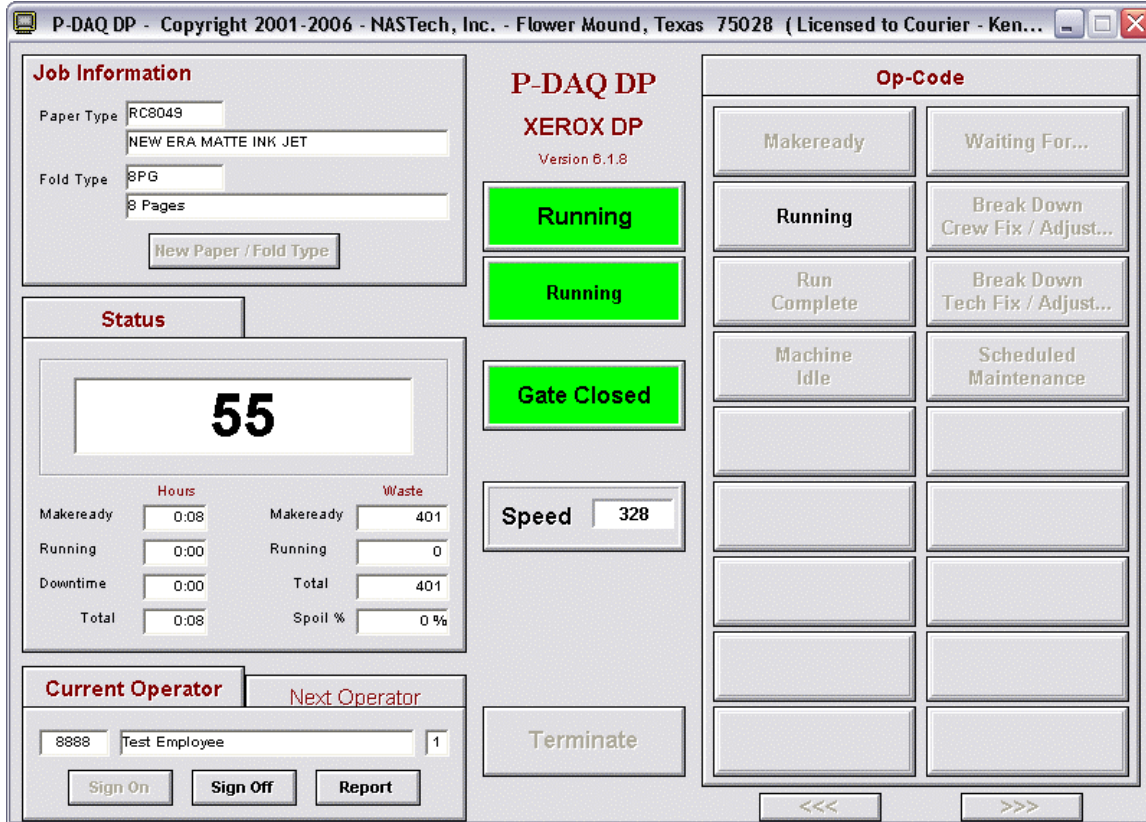 P-DAQ DP - Copyright 2001-2006 - NASTech, Inc. - Flower Mound, Texas 75028 ( Licensed to Courier - Ken...
Job Information
Paper Type RC8049
NEW ERA MATTE INK JET
Fold Type 8PG
8 Pages
New Paper / Fold Type
Status
55
Hours Waste
Makeready 0:08 Makeready 401
Running 0:00 Running 0
Downtime 0:00 Total 401
Total 0:08 Spoil % 0 %
Current Operator Next Operator
8888 Test Employee 1
Sign On Sign Off Report
P-DAQ DP
XEROX DP
Version 6.1.8
Running
Running
Gate Closed
Speed 328
Terminate
Op-Code
Makeready Waiting For...
Running Break Down
Crew Fix / Adjust...
Run
Complete
Break Down
Tech Fix / Adjust...
Machine
Idle
Scheduled
Maintenance
<<< >>>